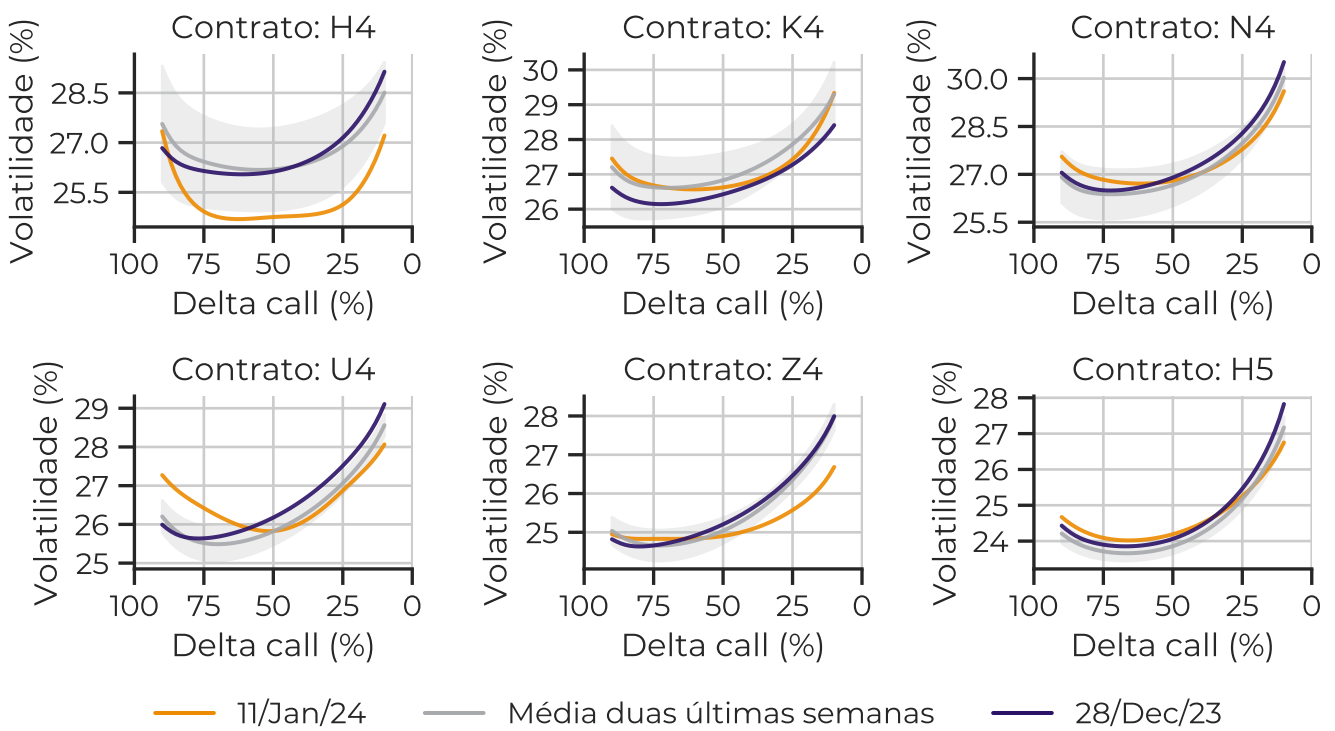 Contrato: H4
Volatilidade (%)
28.5
27.0
25.5
100 75 50 25 0
Delta call (%)
Contrato: K4
Volatilidade (%)
30
29
28
27
26
100 75 50 25 0
Delta call (%)
Contrato: N4
Volatilidade (%)
30.0
28.5
27.0
25.5
100 75 50 25 0
Delta call (%)
Contrato: U4
Volatilidade (%)
29
28
27
26
25
100 75 50 25 0
Delta call (%)
Contrato: Z4
Volatilidade (%)
28
27
26
25
100 75 50 25 0
Delta call (%)
Contrato: H5
Volatilidade (%)
28
27
26
25
24
100 75 50 25 0
Delta call (%)
11/Jan/24 Média duas últimas semanas 28/Dec/23